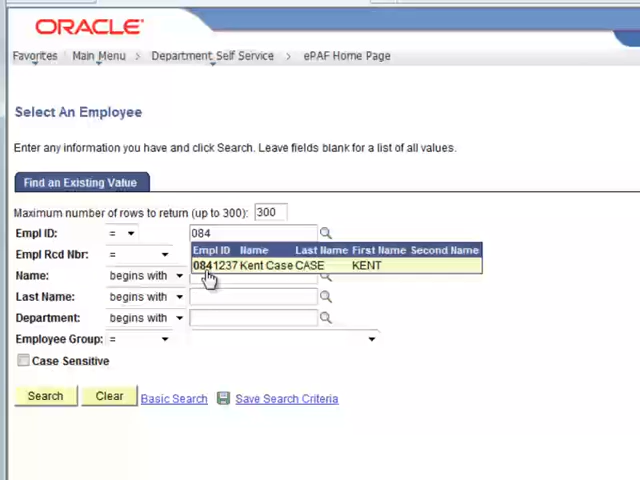 ORACLE
Favorites Main Menu > Department Self Service > ePAF Home Page
Select An Employee
Enter any information you have and click Search. Leave fields blank for a list of all values.
Find an Existing Value
Maximum number of rows to return (up to 300): 300
Empl ID: = 084
Empl ID Name Last Name First Name Second Name
Empl Rcd Nbr: =
0841237 Kent Case CASE KENT
Name: begins with
Last Name: begins with
Department: begins with
Employee Group: =
Case Sensitive
Search Clear Basic Search Save Search Criteria